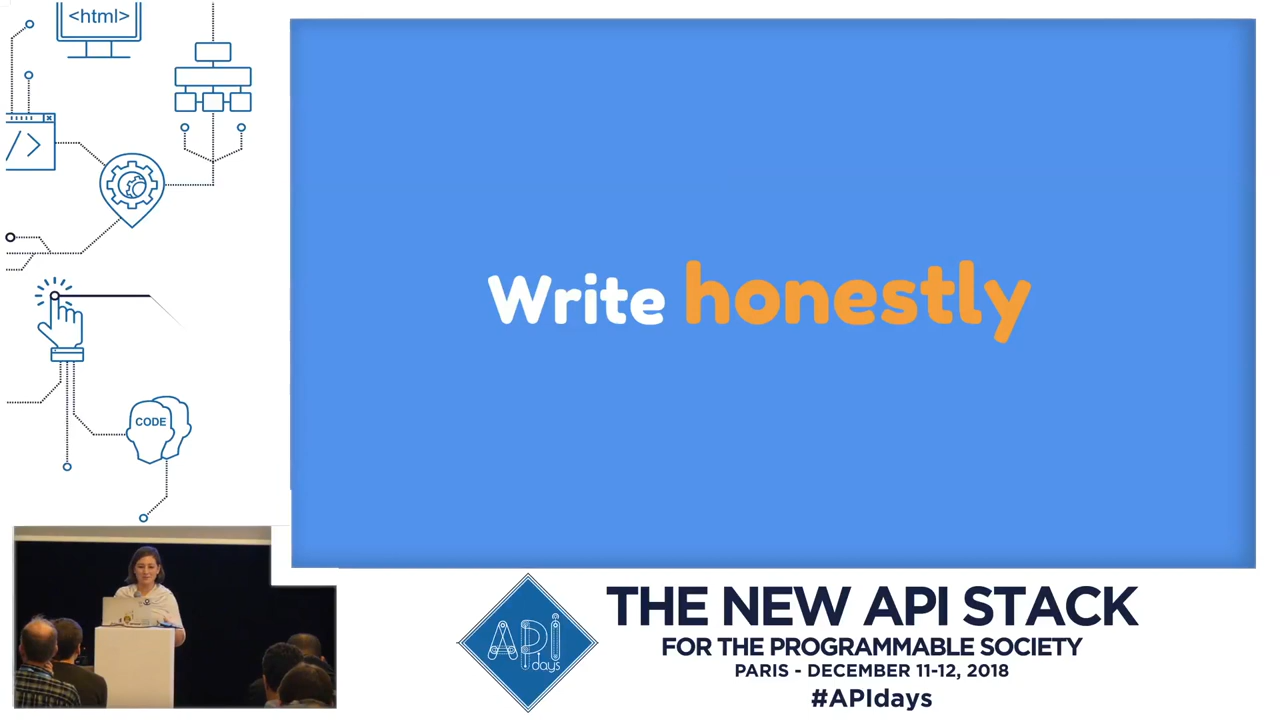 <html>
</>
CODE
Write honestly
API
days
THE NEW API STACK
FOR THE PROGRAMMABLE SOCIETY
PARIS - DECEMBER 11-12, 2018
#APIdays